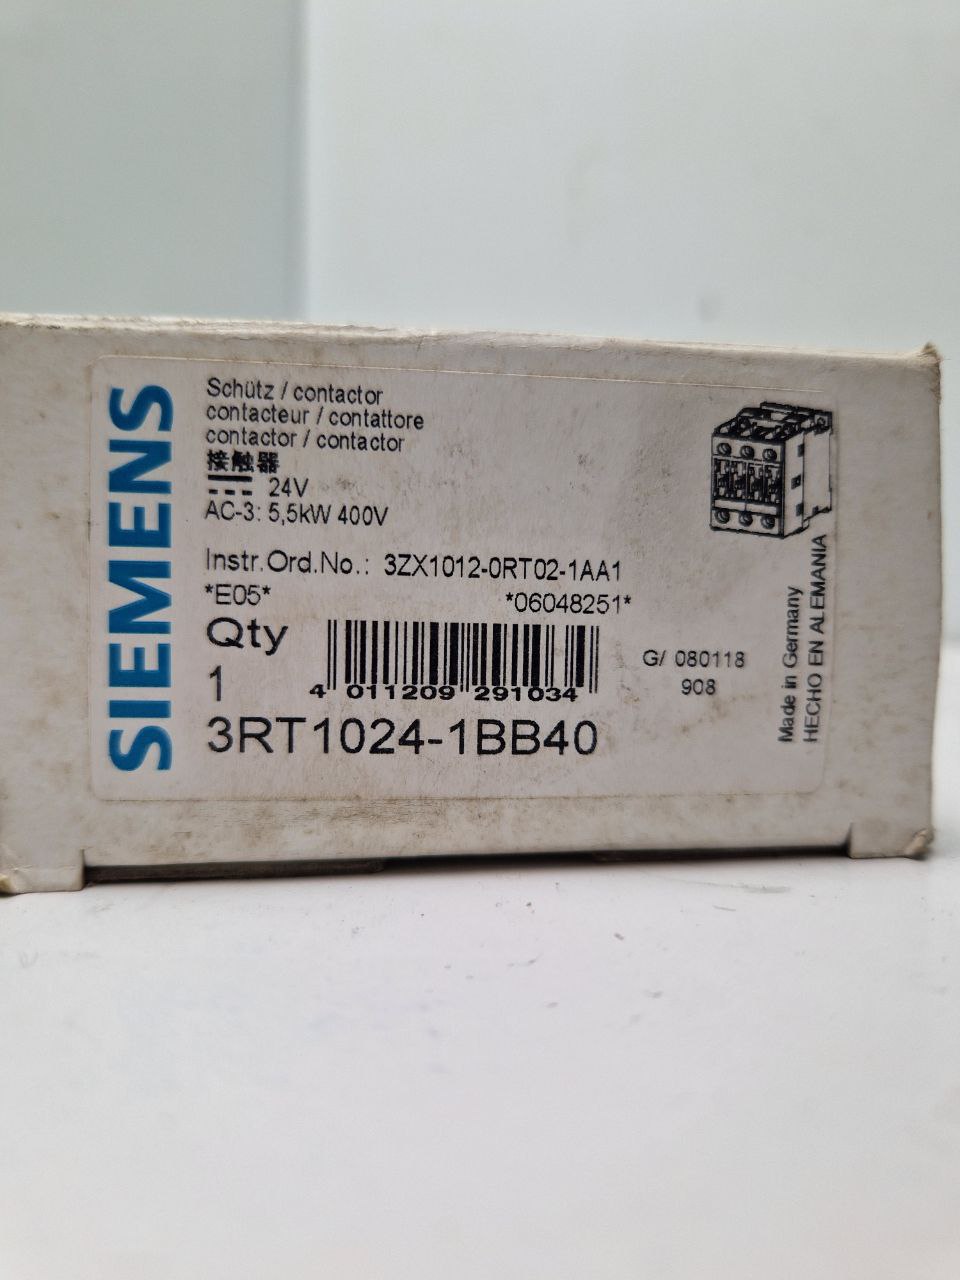 SIEMENS
Schütz / contactor
contacteur / contattore
contactor / contactor
接触器
24V
AC-3: 5,5kW 400V
Instr.Ord.No.: 3ZX1012-0RT02-1AA1
*E05* *06048251*
Qty
1
4 011209 291034
G/ 080118
908
3RT1024-1BB40
Made in Germany
HECHO EN ALEMANIA